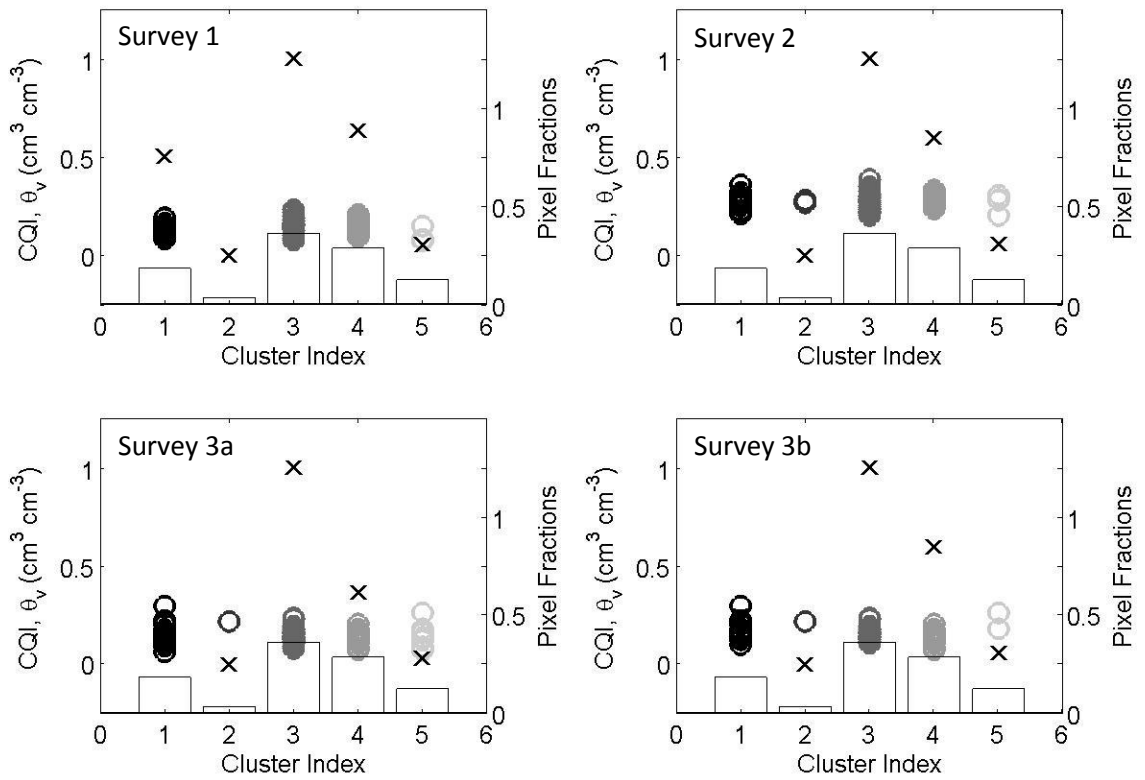 Survey 1
CQI, θv (cm³ cm⁻³)
1
0.5
0
Pixel Fractions
1
0.5
0
0 1 2 3 4 5 6
Cluster Index
Survey 2
CQI, θv (cm³ cm⁻³)
1
0.5
0
Pixel Fractions
1
0.5
0
0 1 2 3 4 5 6
Cluster Index
Survey 3a
CQI, θv (cm³ cm⁻³)
1
0.5
0
Pixel Fractions
1
0.5
0
0 1 2 3 4 5 6
Cluster Index
Survey 3b
CQI, θv (cm³ cm⁻³)
1
0.5
0
Pixel Fractions
1
0.5
0
0 1 2 3 4 5 6
Cluster Index